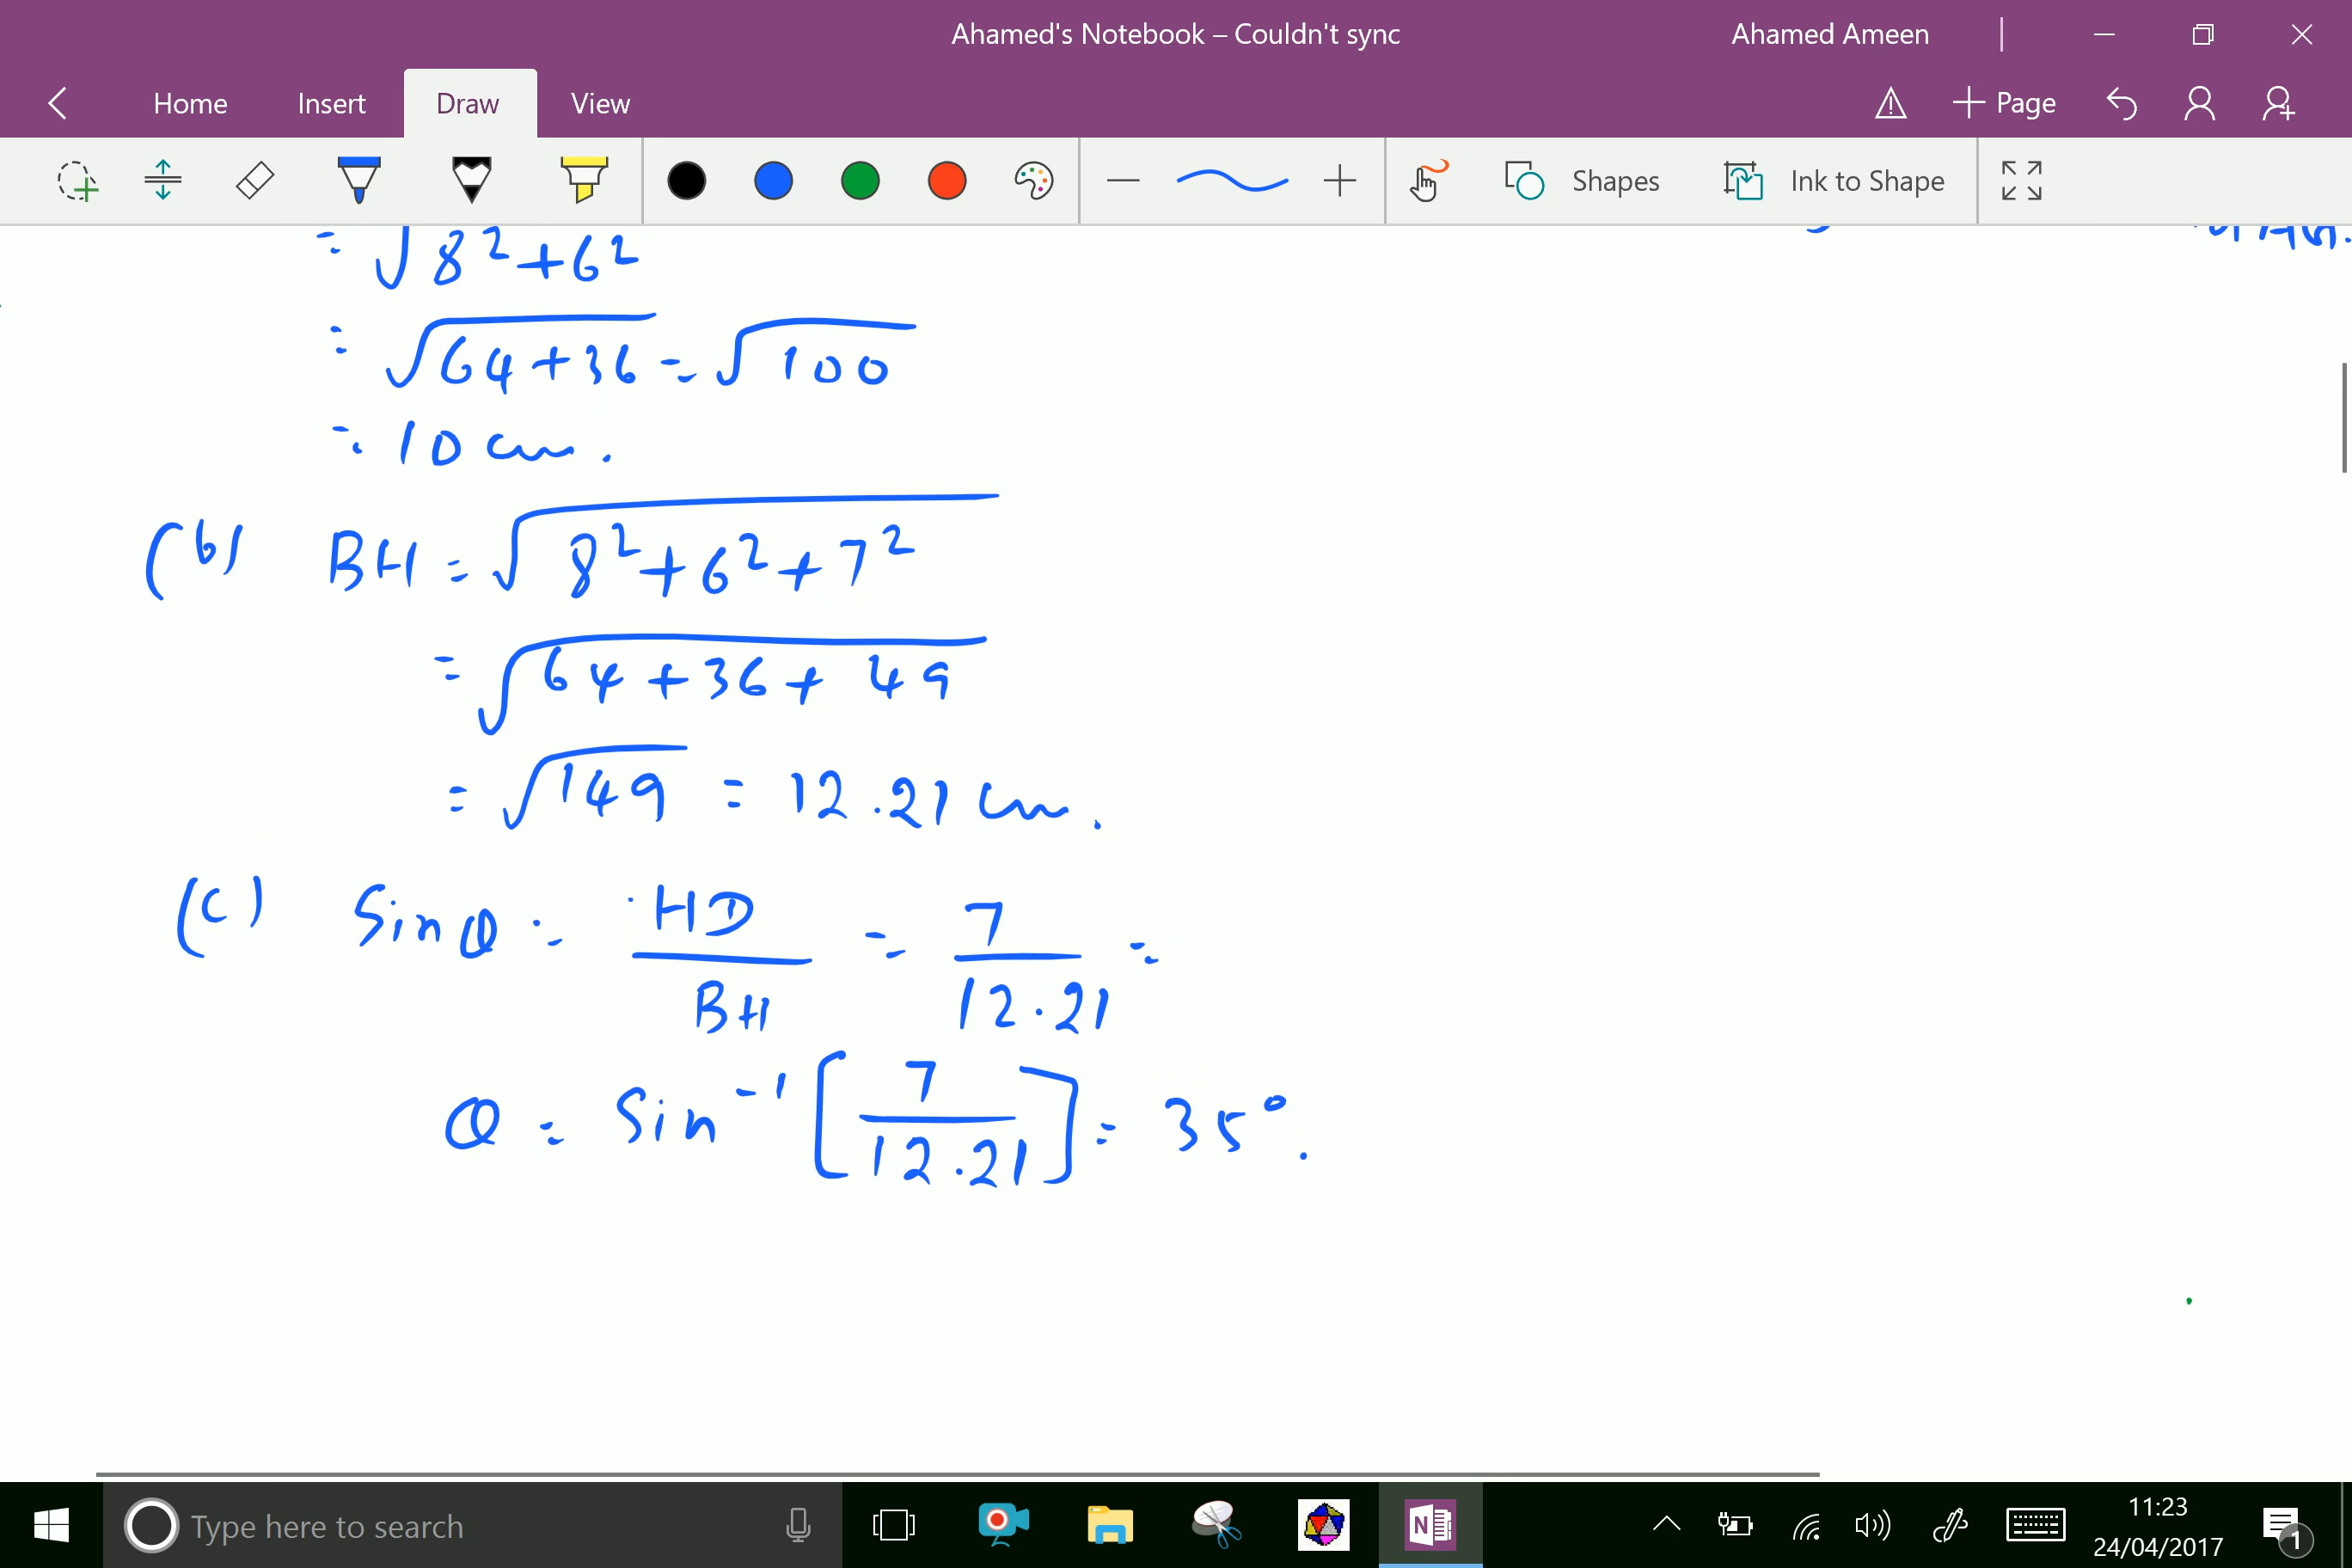 Ahamed's Notebook – Couldn't sync
Ahamed Ameen
Home Insert Draw View
Page
Shapes
Ink to Shape
= √8²+6²
= √64+36 = √100
= 10 cm.
(b) BH = √8²+6²+7²
= √64+36+49
= √149 = 12.21 cm.
(c) Sin θ = HD/BH = 7/12.21 =
θ = Sin⁻¹ [7/12.21] = 35°.
Type here to search
N
11:23
24/04/2017
1